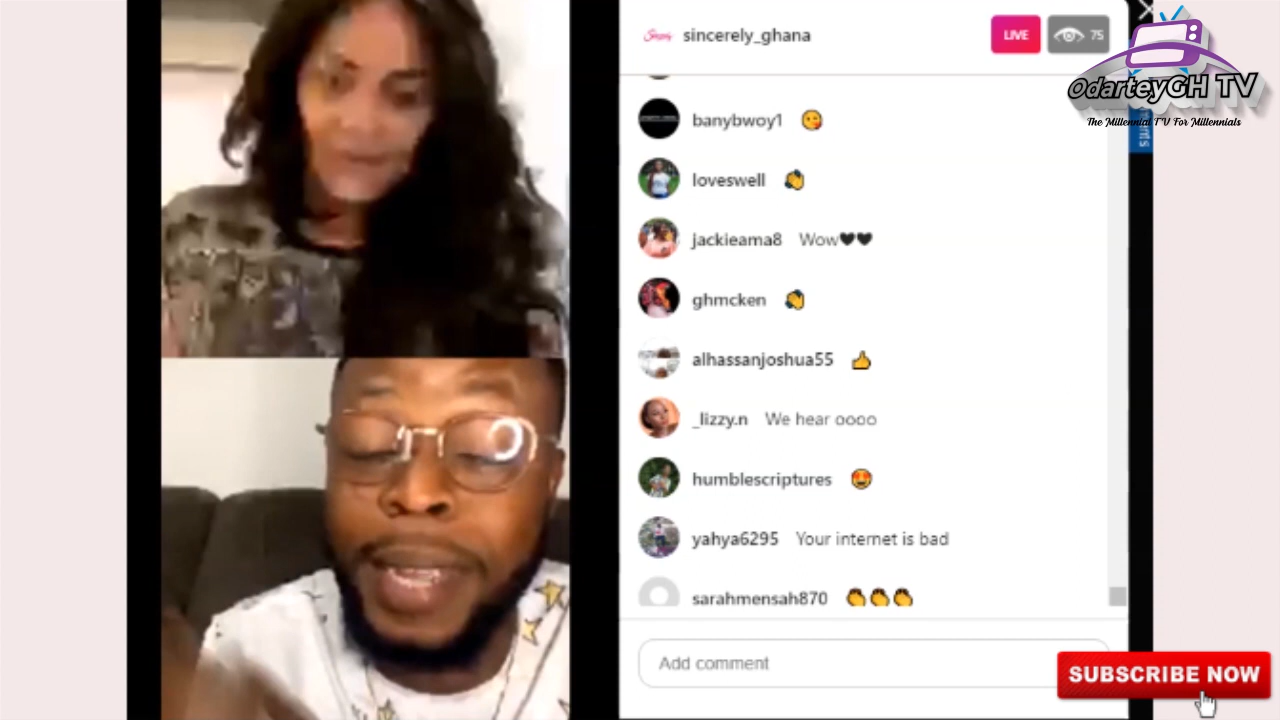 sincerely_ghana
LIVE
75
OdarteyGH TV
The Millennial TV For Millennials
banybwoy1
loveswell
jackieama8 Wow🖤🖤
ghmcken
alhassanjoshua55
_lizzy.n We hear oooo
humblescriptures
yahya6295 Your internet is bad
sarahmensah870
Add comment
SUBSCRIBE NOW